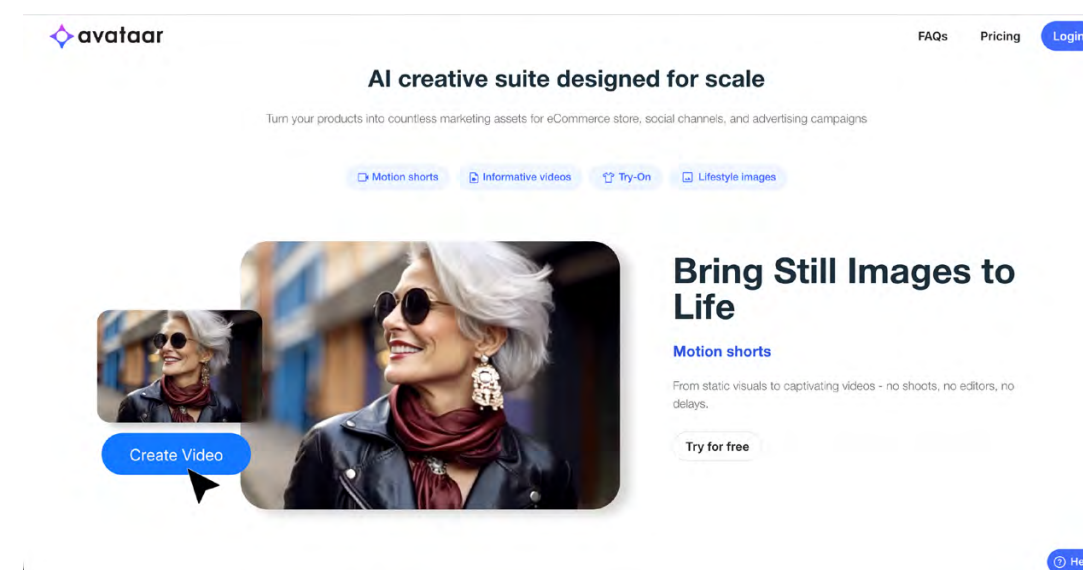 avataar
FAQs
Pricing
Login
AI creative suite designed for scale
Turn your products into countless marketing assets for eCommerce store, social channels, and advertising campaigns
Motion shorts
Informative videos
Try-On
Lifestyle images
Bring Still Images to
Life
Motion shorts
From static visuals to captivating videos - no shoots, no editors, no
delays.
Create Video
Try for free